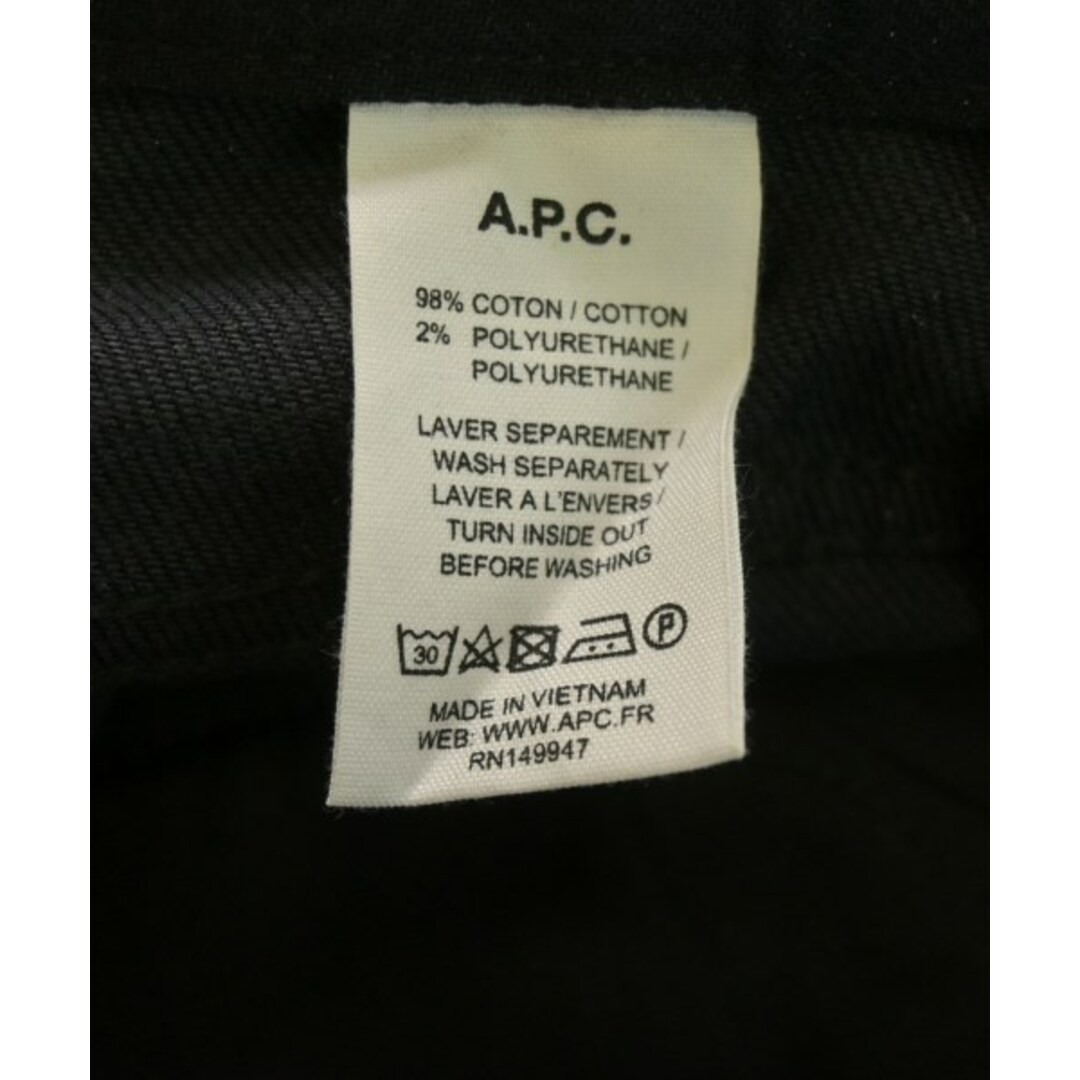 A.P.C.
98% COTON / COTTON
2% POLYURETHANE /
POLYURETHANE
LAVER SEPAREMENT /
WASH SEPARATELY
LAVER A L'ENVERS /
TURN INSIDE OUT
BEFORE WASHING
30 P
MADE IN VIETNAM
WEB: WWW.APC.FR
RN149947